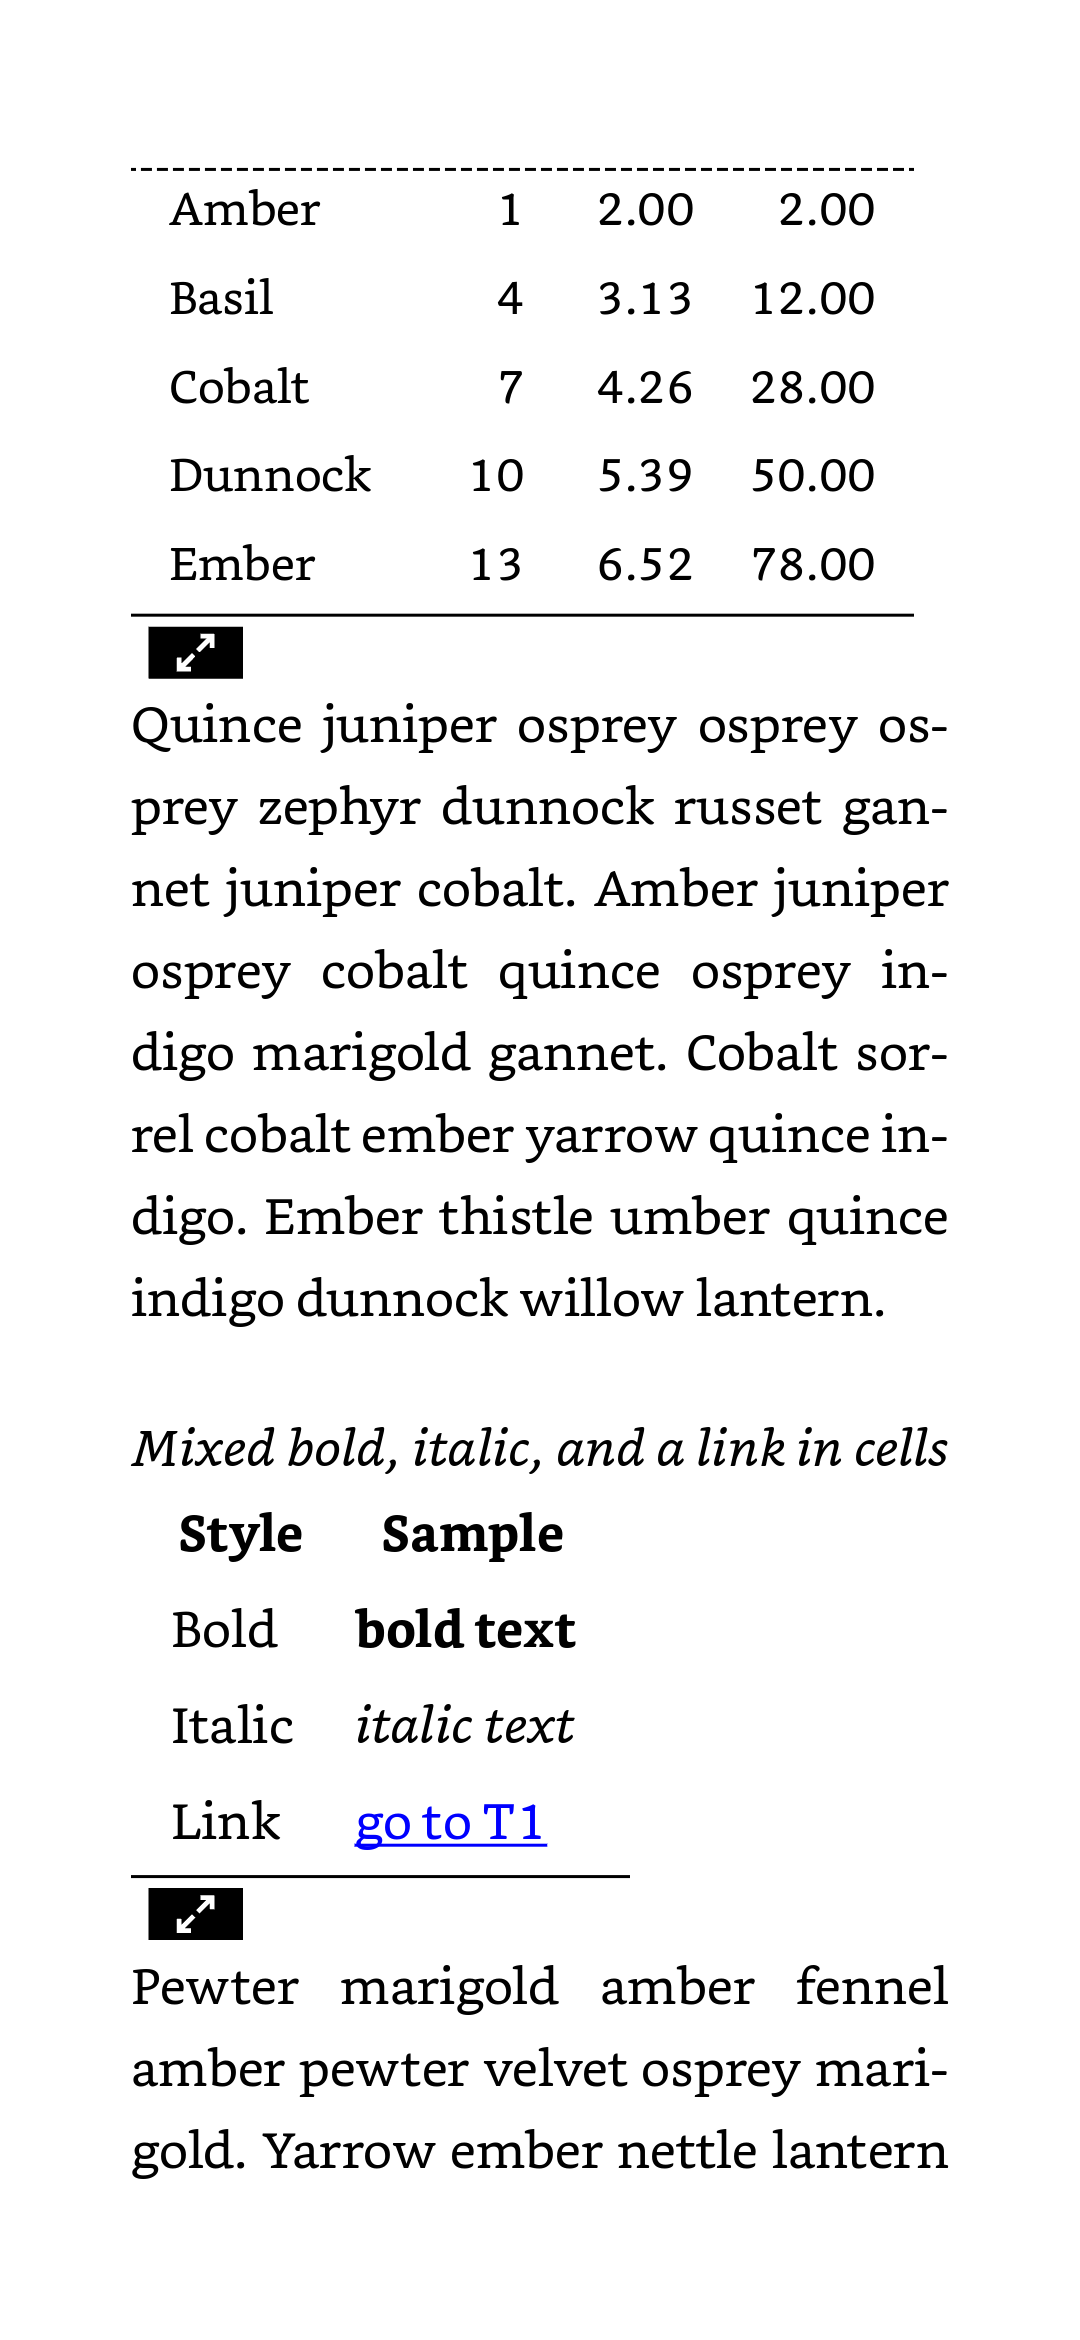 Amber 1 2.00 2.00
Basil 4 3.13 12.00
Cobalt 7 4.26 28.00
Dunnock 10 5.39 50.00
Ember 13 6.52 78.00
Quince juniper osprey osprey os-
prey zephyr dunnock russet gan-
net juniper cobalt. Amber juniper
osprey cobalt quince osprey in-
digo marigold gannet. Cobalt sor-
rel cobalt ember yarrow quince in-
digo. Ember thistle umber quince
indigo dunnock willow lantern.
Mixed bold, italic, and a link in cells
Style Sample
Bold bold text
Italic italic text
Link go to T1
Pewter marigold amber fennel
amber pewter velvet osprey mari-
gold. Yarrow ember nettle lantern